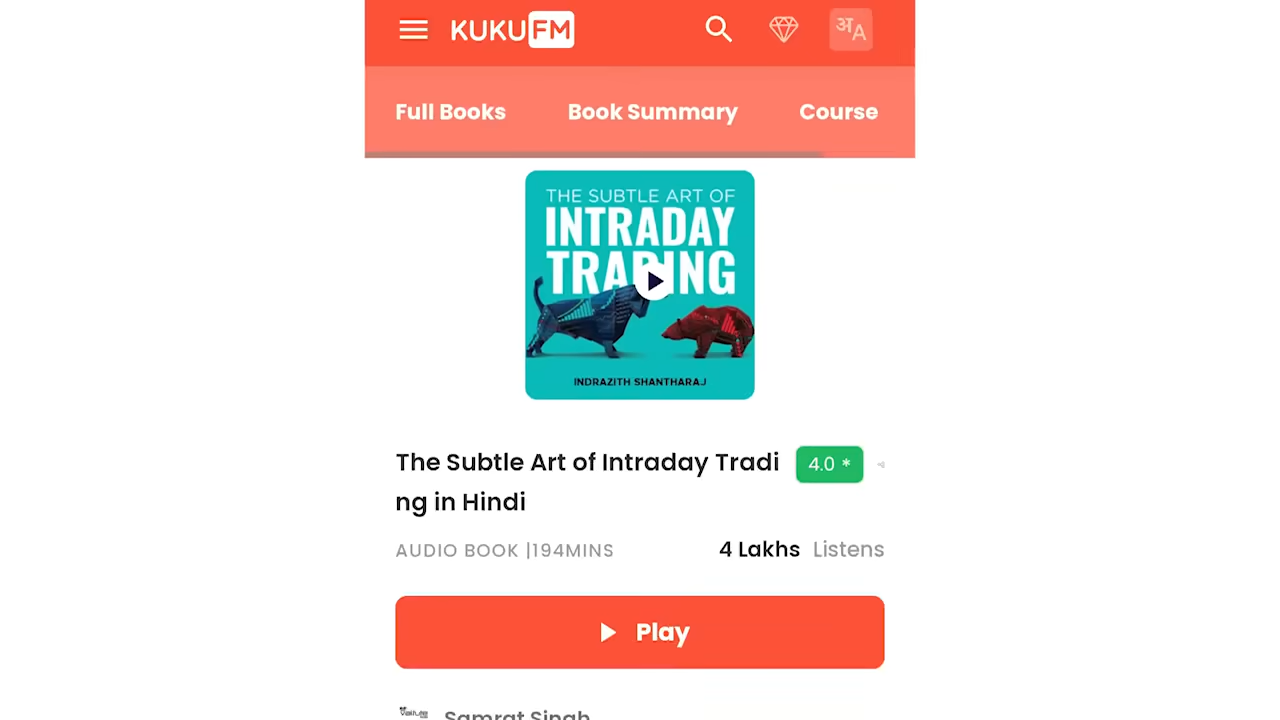 KUKU FM
अA
Full Books Book Summary Course
THE SUBTLE ART OF
INTRADAY
TRADING
INDRAZITH SHANTHARAJ
The Subtle Art of Intraday Tradi
ng in Hindi
4.0 *
AUDIO BOOK |194MINS
4 Lakhs Listens
Play
Samrat Singh